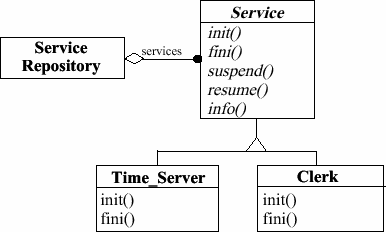 Service
init()
fini()
suspend()
resume()
info()
Service
Repository
services
Time_Server
init()
fini()
Clerk
init()
fini()